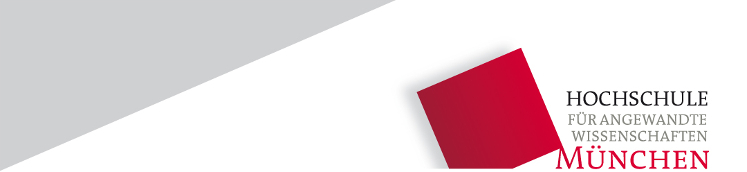 HOCHSCHULE
FÜR ANGEWANDTE
WISSENSCHAFTEN
MÜNCHEN